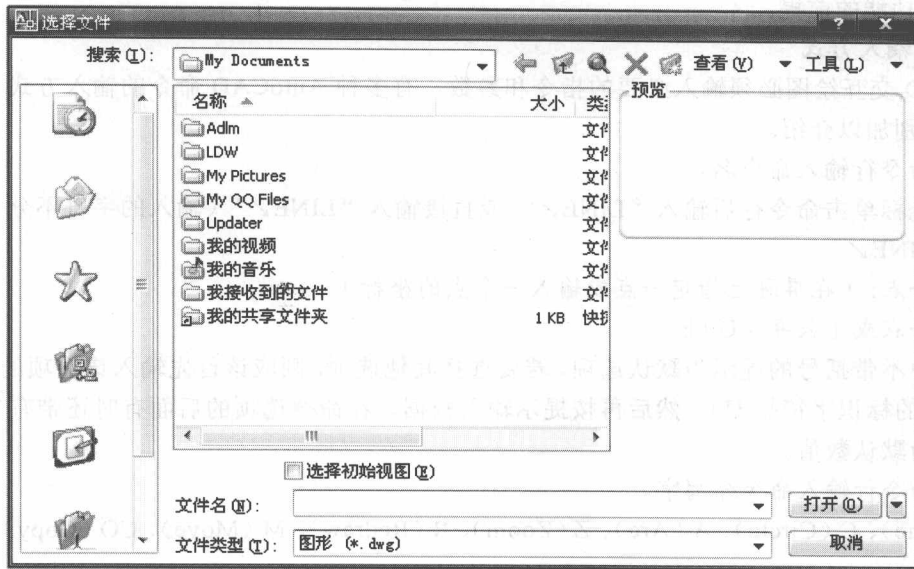 选择文件
搜索(I): My Documents 查看(V) 工具(L)
名称 大小 类
预览
Adlm 文件
LDW 文件
My Pictures 文件
My QQ Files 文件
Updater 文件
我的视频 文件
我的音乐 文件
我接收到的文件 文件
我的共享文件夹 1 KB 快捷
选择初始视图(E)
文件名(N): 打开(O)
文件类型(T): 图形 (*.dwg) 取消